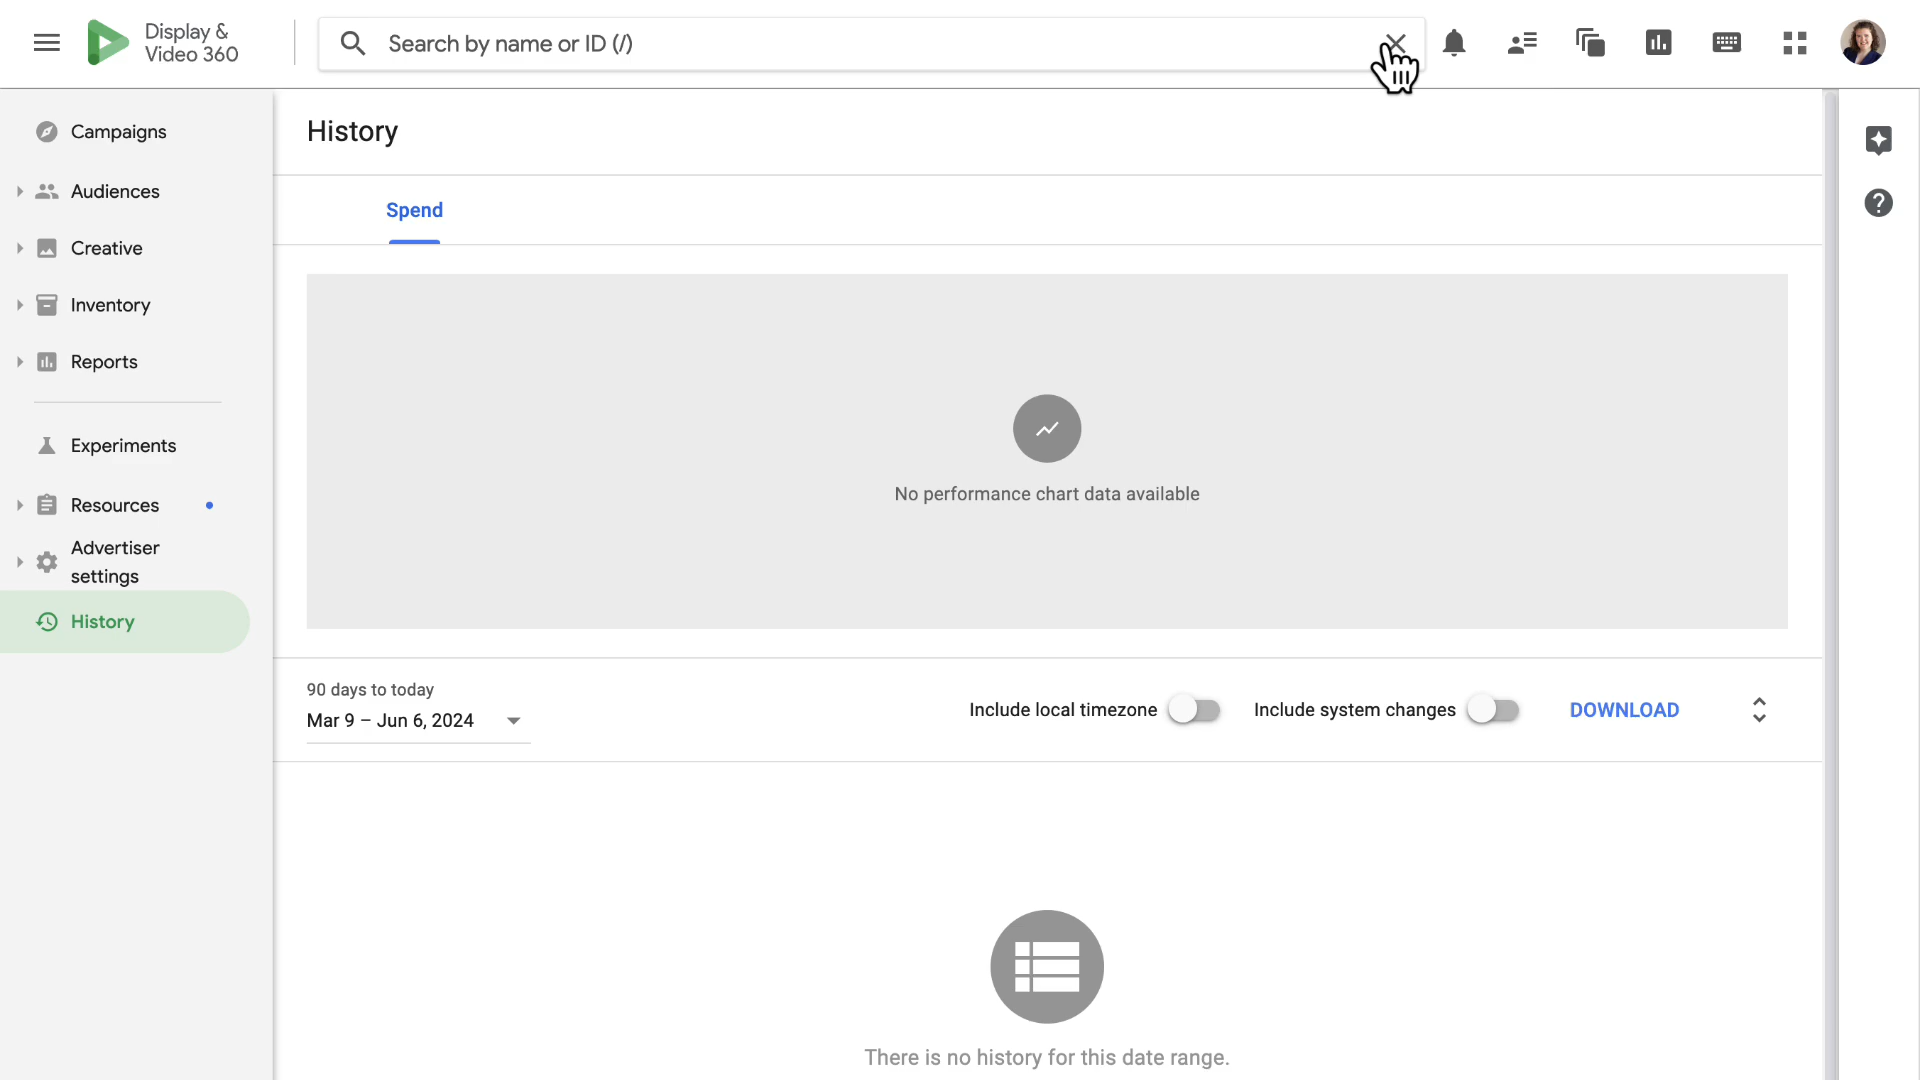 Display &
Video 360
Search by name or ID (/)
Campaigns
Audiences
Creative
Inventory
Reports
Experiments
Resources
Advertiser
settings
History
History
Spend
No performance chart data available
90 days to today
Mar 9 – Jun 6, 2024
Include local timezone
Include system changes
DOWNLOAD
There is no history for this date range.